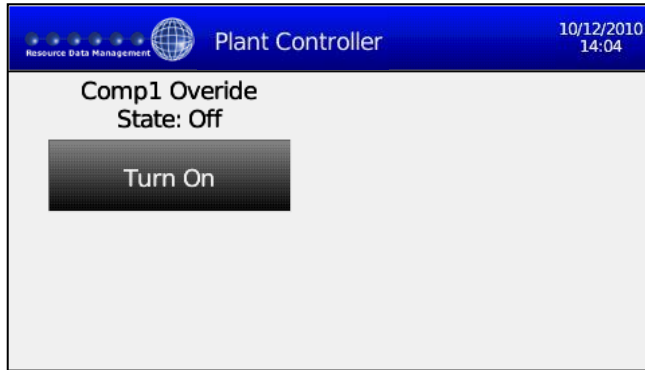 Resource Data Management
Plant Controller
10/12/2010
14:04
Comp1 Overide
State: Off
Turn On